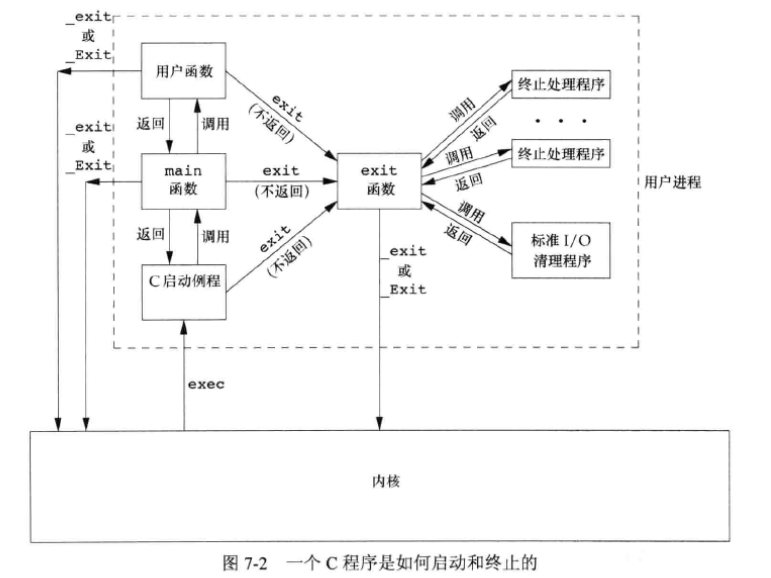 _exit
或
_Exit
用户函数
exit
(不返回)
终止处理程序
调用
返回
. . .
返回
调用
_exit
或
_Exit
main
函数
exit
(不返回)
exit
函数
调用
返回
终止处理程序
用户进程
返回
调用
exit
(不返回)
调用
返回
标准 I/O
清理程序
C启动例程
_exit
或
_Exit
exec
内核
图 7-2 一个 C 程序是如何启动和终止的